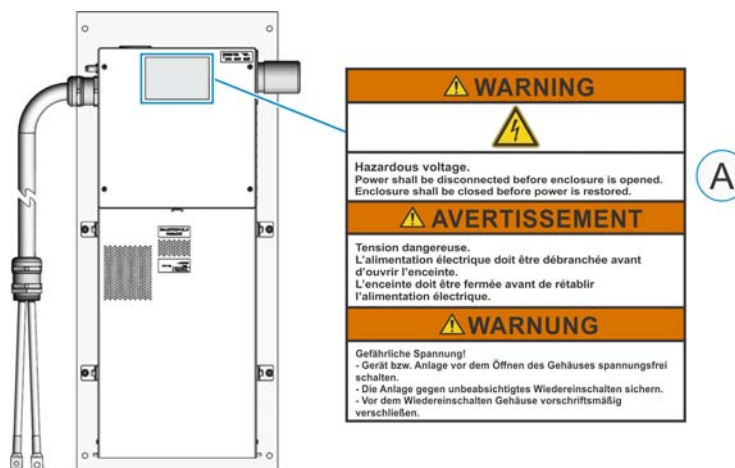 WARNING
Hazardous voltage.
Power shall be disconnected before enclosure is opened.
Enclosure shall be closed before power is restored.
A
AVERTISSEMENT
Tension dangereuse.
L'alimentation électrique doit être débranchée avant
d'ouvrir l'enceinte.
L'enceinte doit être fermée avant de rétablir
l'alimentation électrique.
WARNUNG
Gefährliche Spannung!
- Gerät bzw. Anlage vor dem Öffnen des Gehäuses spannungsfrei
schalten.
- Die Anlage gegen unbeabsichtigtes Wiedereinschalten sichern.
- Vor dem Wiedereinschalten Gehäuse vorschriftsmäßig
verschließen.